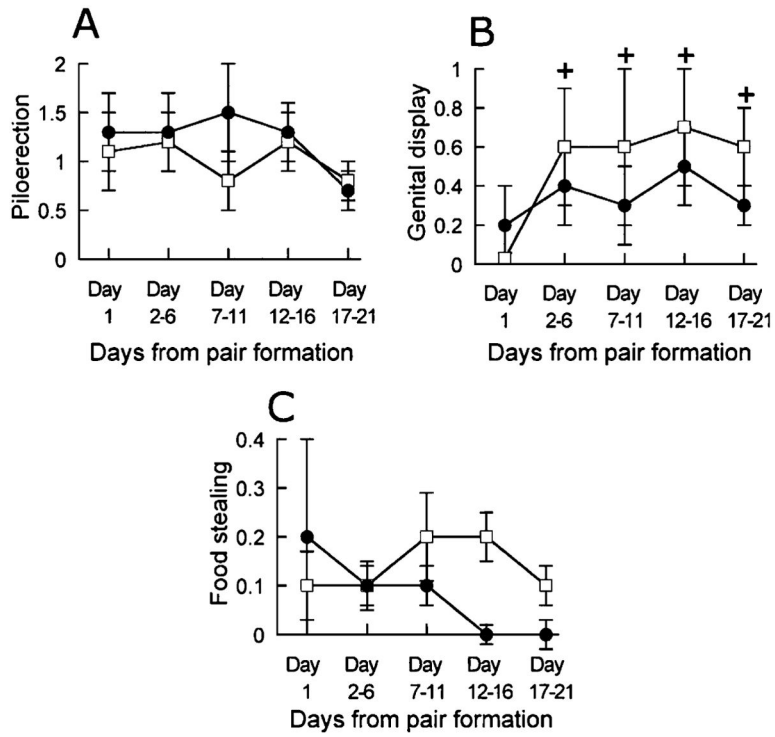 A
Piloerection
2
1.5
1
0.5
0
Day Day Day Day Day
1 2-6 7-11 12-16 17-21
Days from pair formation
B
Genital display
1
0.8
0.6
0.4
0.2
0
+ + + +
Day Day Day Day Day
1 2-6 7-11 12-16 17-21
Days from pair formation
C
Food stealing
0.4
0.3
0.2
0.1
0
Day Day Day Day Day
1 2-6 7-11 12-16 17-21
Days from pair formation